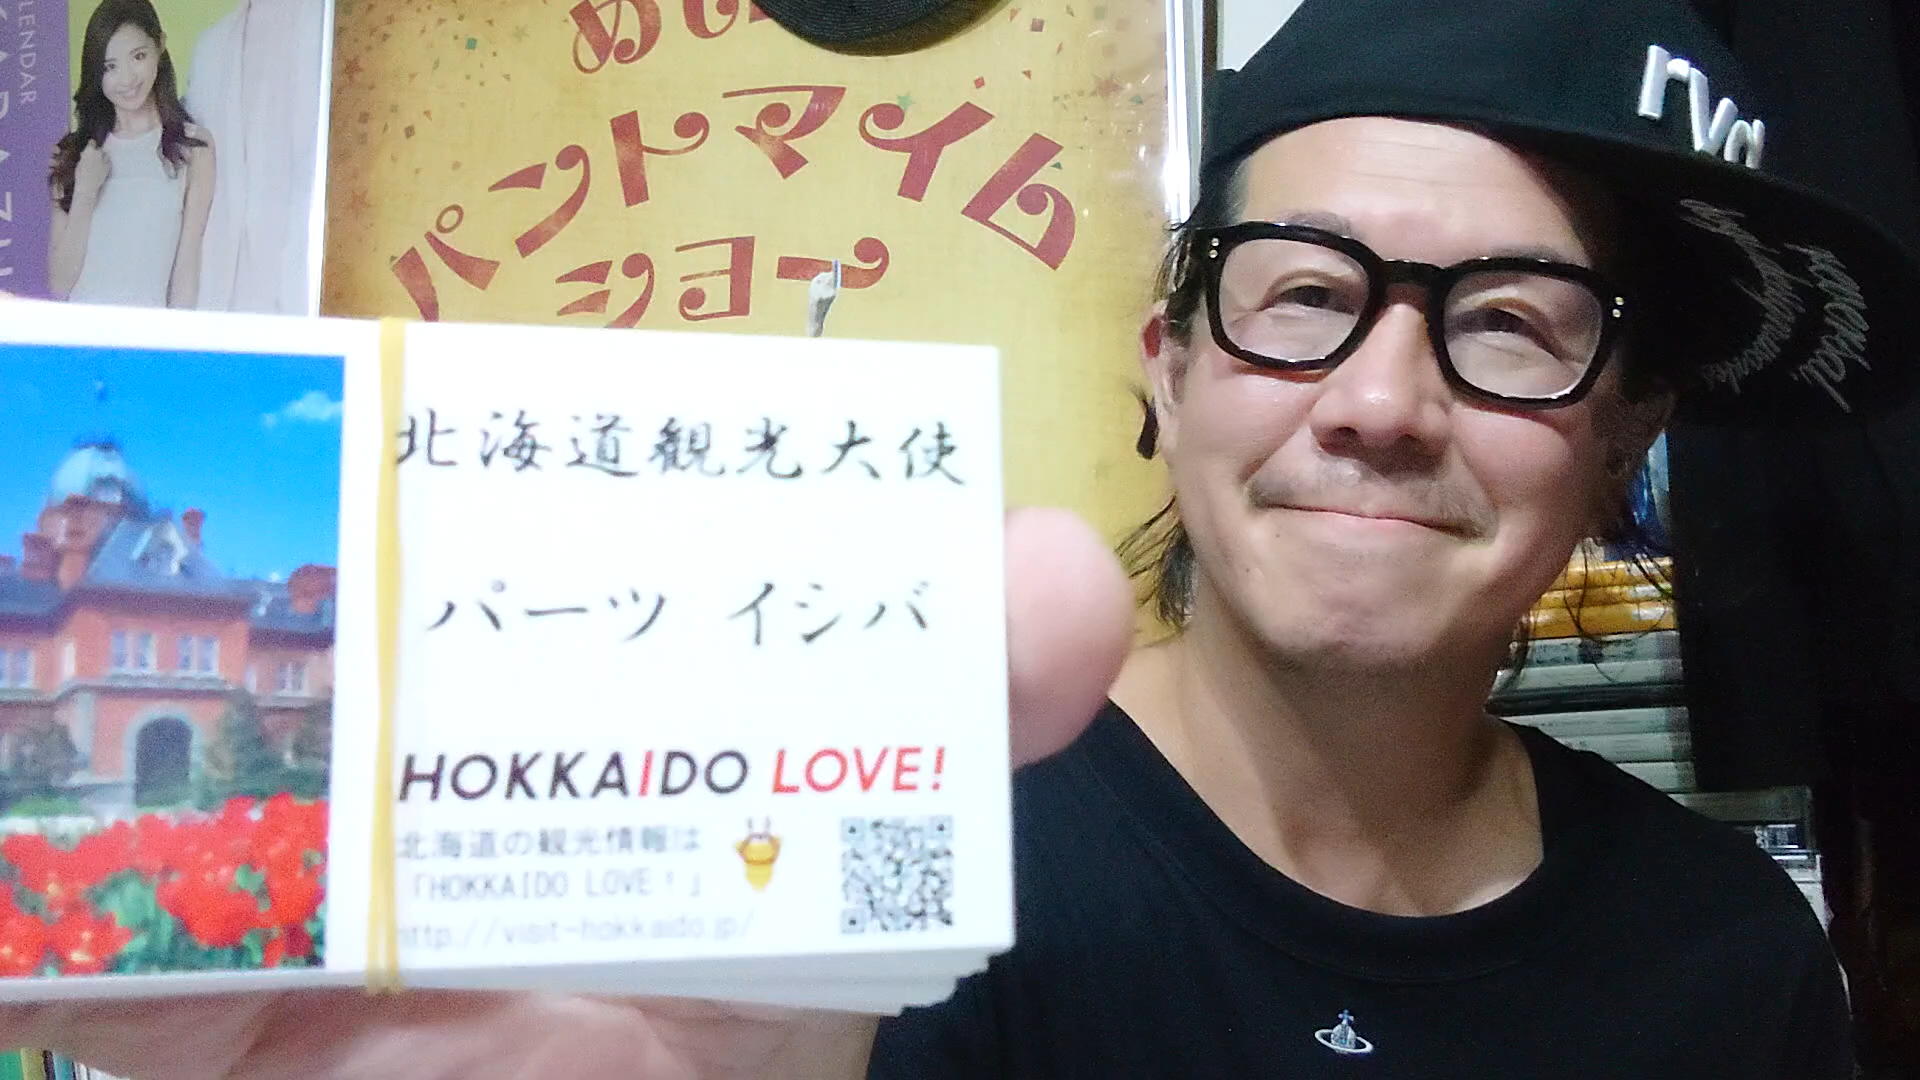 LENDAR
パントマイム
ショー
rva
北海道観光大使
パーツ イシバ
HOKKAIDO LOVE!
北海道の観光情報は
「HOKKAIDO LOVE!」
http://visit-hokkaido.jp/